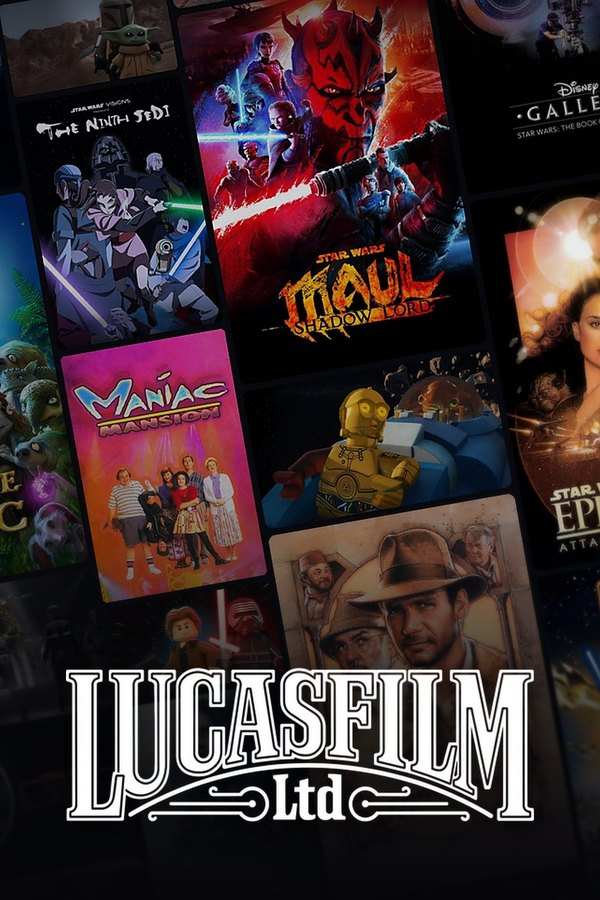 STAR WARS VISIONS
PRESENTS
THE NINTH JEDI
Disney
·GALLE
STAR WARS: THE BOOK
STAR WARS
MAUL
SHADOW LORD
MANIAC
MANSION
E
C
STAR W
EPI
ATTA
LUCASFILM
Ltd